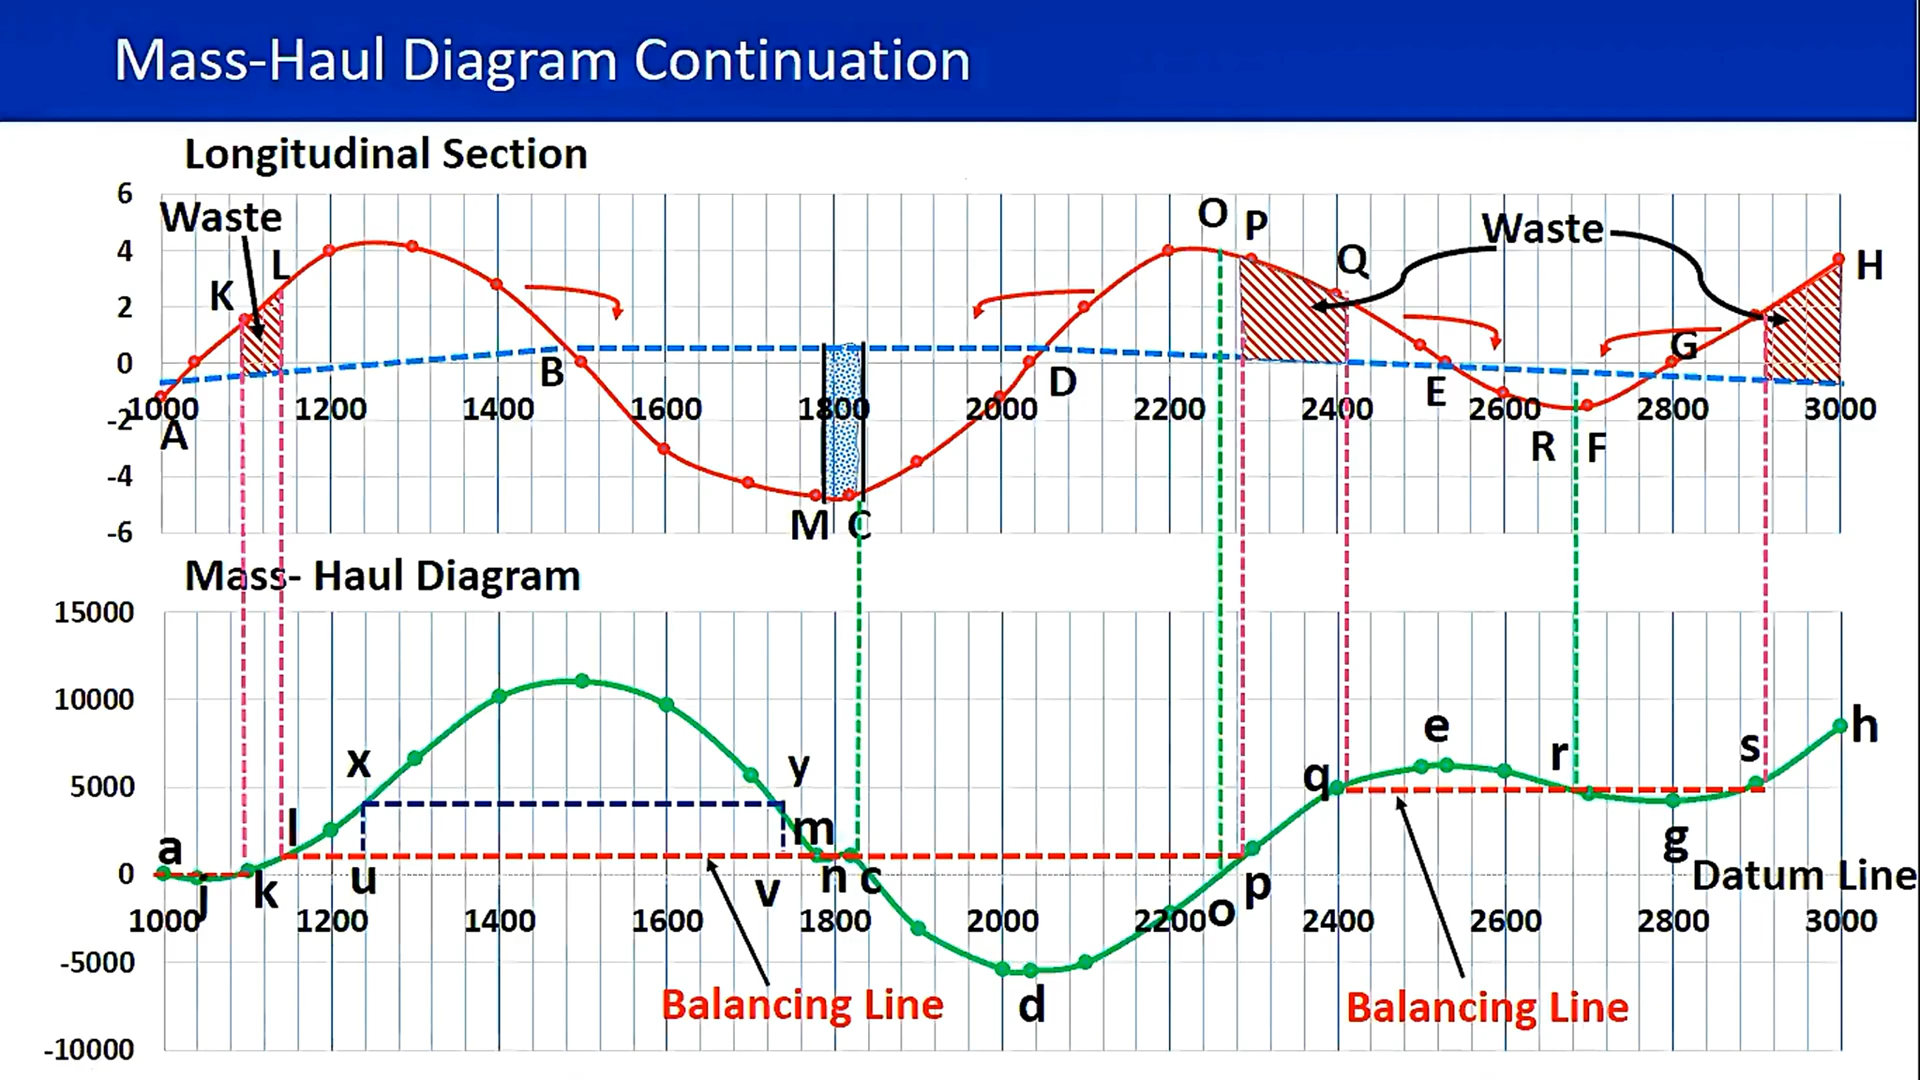 Mass-Haul Diagram Continuation
Longitudinal Section
6
Waste
O P
Waste
4
L
Q
H
K
2
0
B
D
G
E
1000 1200 1400 1600 1800 2000 2200 2400 2600 2800 3000
-2
A
R F
-4
M C
-6
Mass- Haul Diagram
15000
10000
e
h
s
r
x
y
q
5000
l
m
g
a
0
j k u v n c p
Datum Line
o
1000 1200 1400 1600 1800 2000 2200 2400 2600 2800 3000
-5000
d
Balancing Line
Balancing Line
-10000